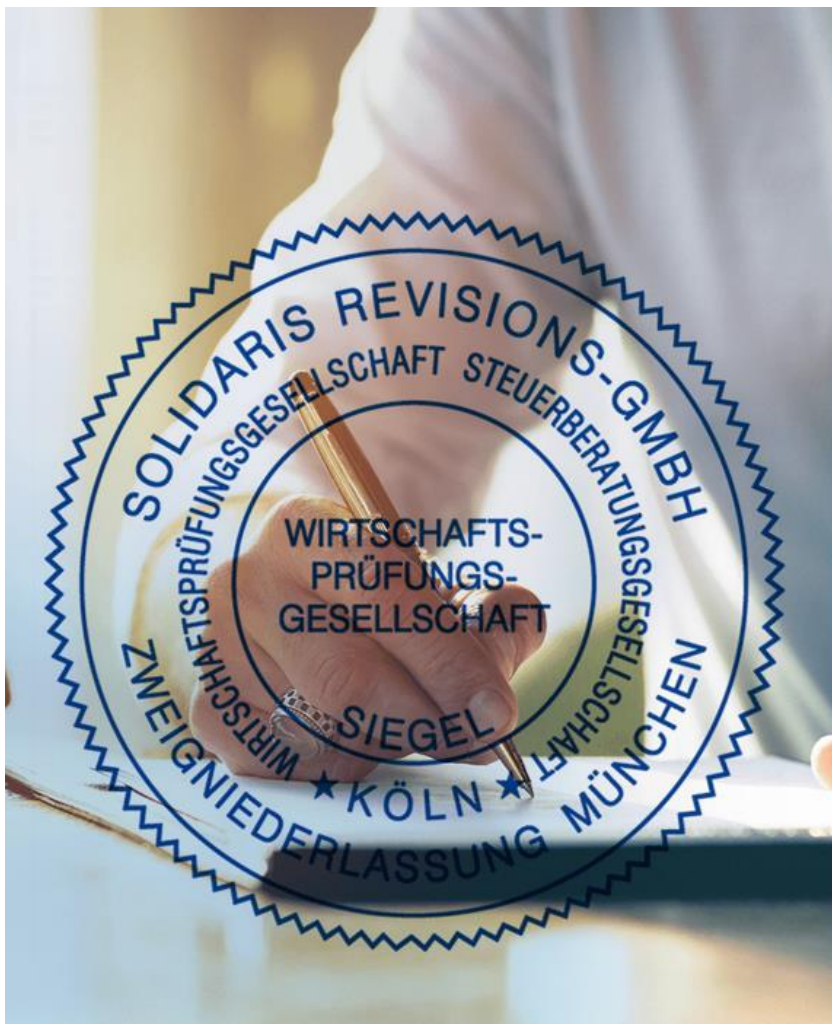 SOLIDARIS REVISIONS-GMBH
WIRTSCHAFTSPRÜFUNGSGESELLSCHAFT STEUERBERATUNGSGESELLSCHAFT
WIRTSCHAFTS-
PRÜFUNGS-
GESELLSCHAFT
SIEGEL
★ KÖLN ★
ZWEIGNIEDERLASSUNG MÜNCHEN